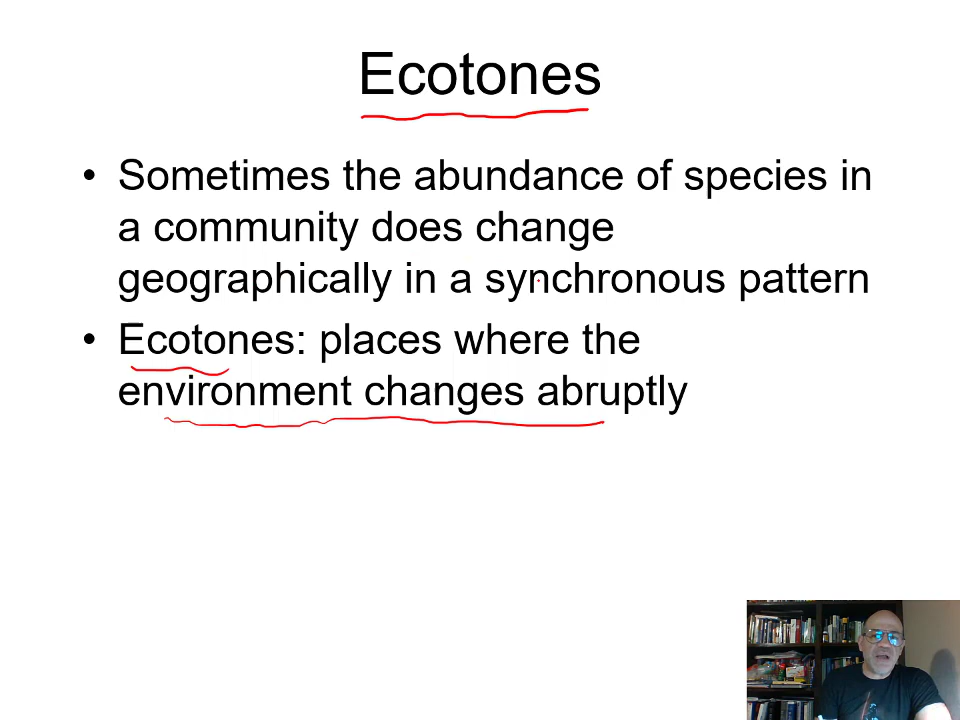 Ecotones
• Sometimes the abundance of species in
a community does change
geographically in a synchronous pattern
• Ecotones: places where the
environment changes abruptly